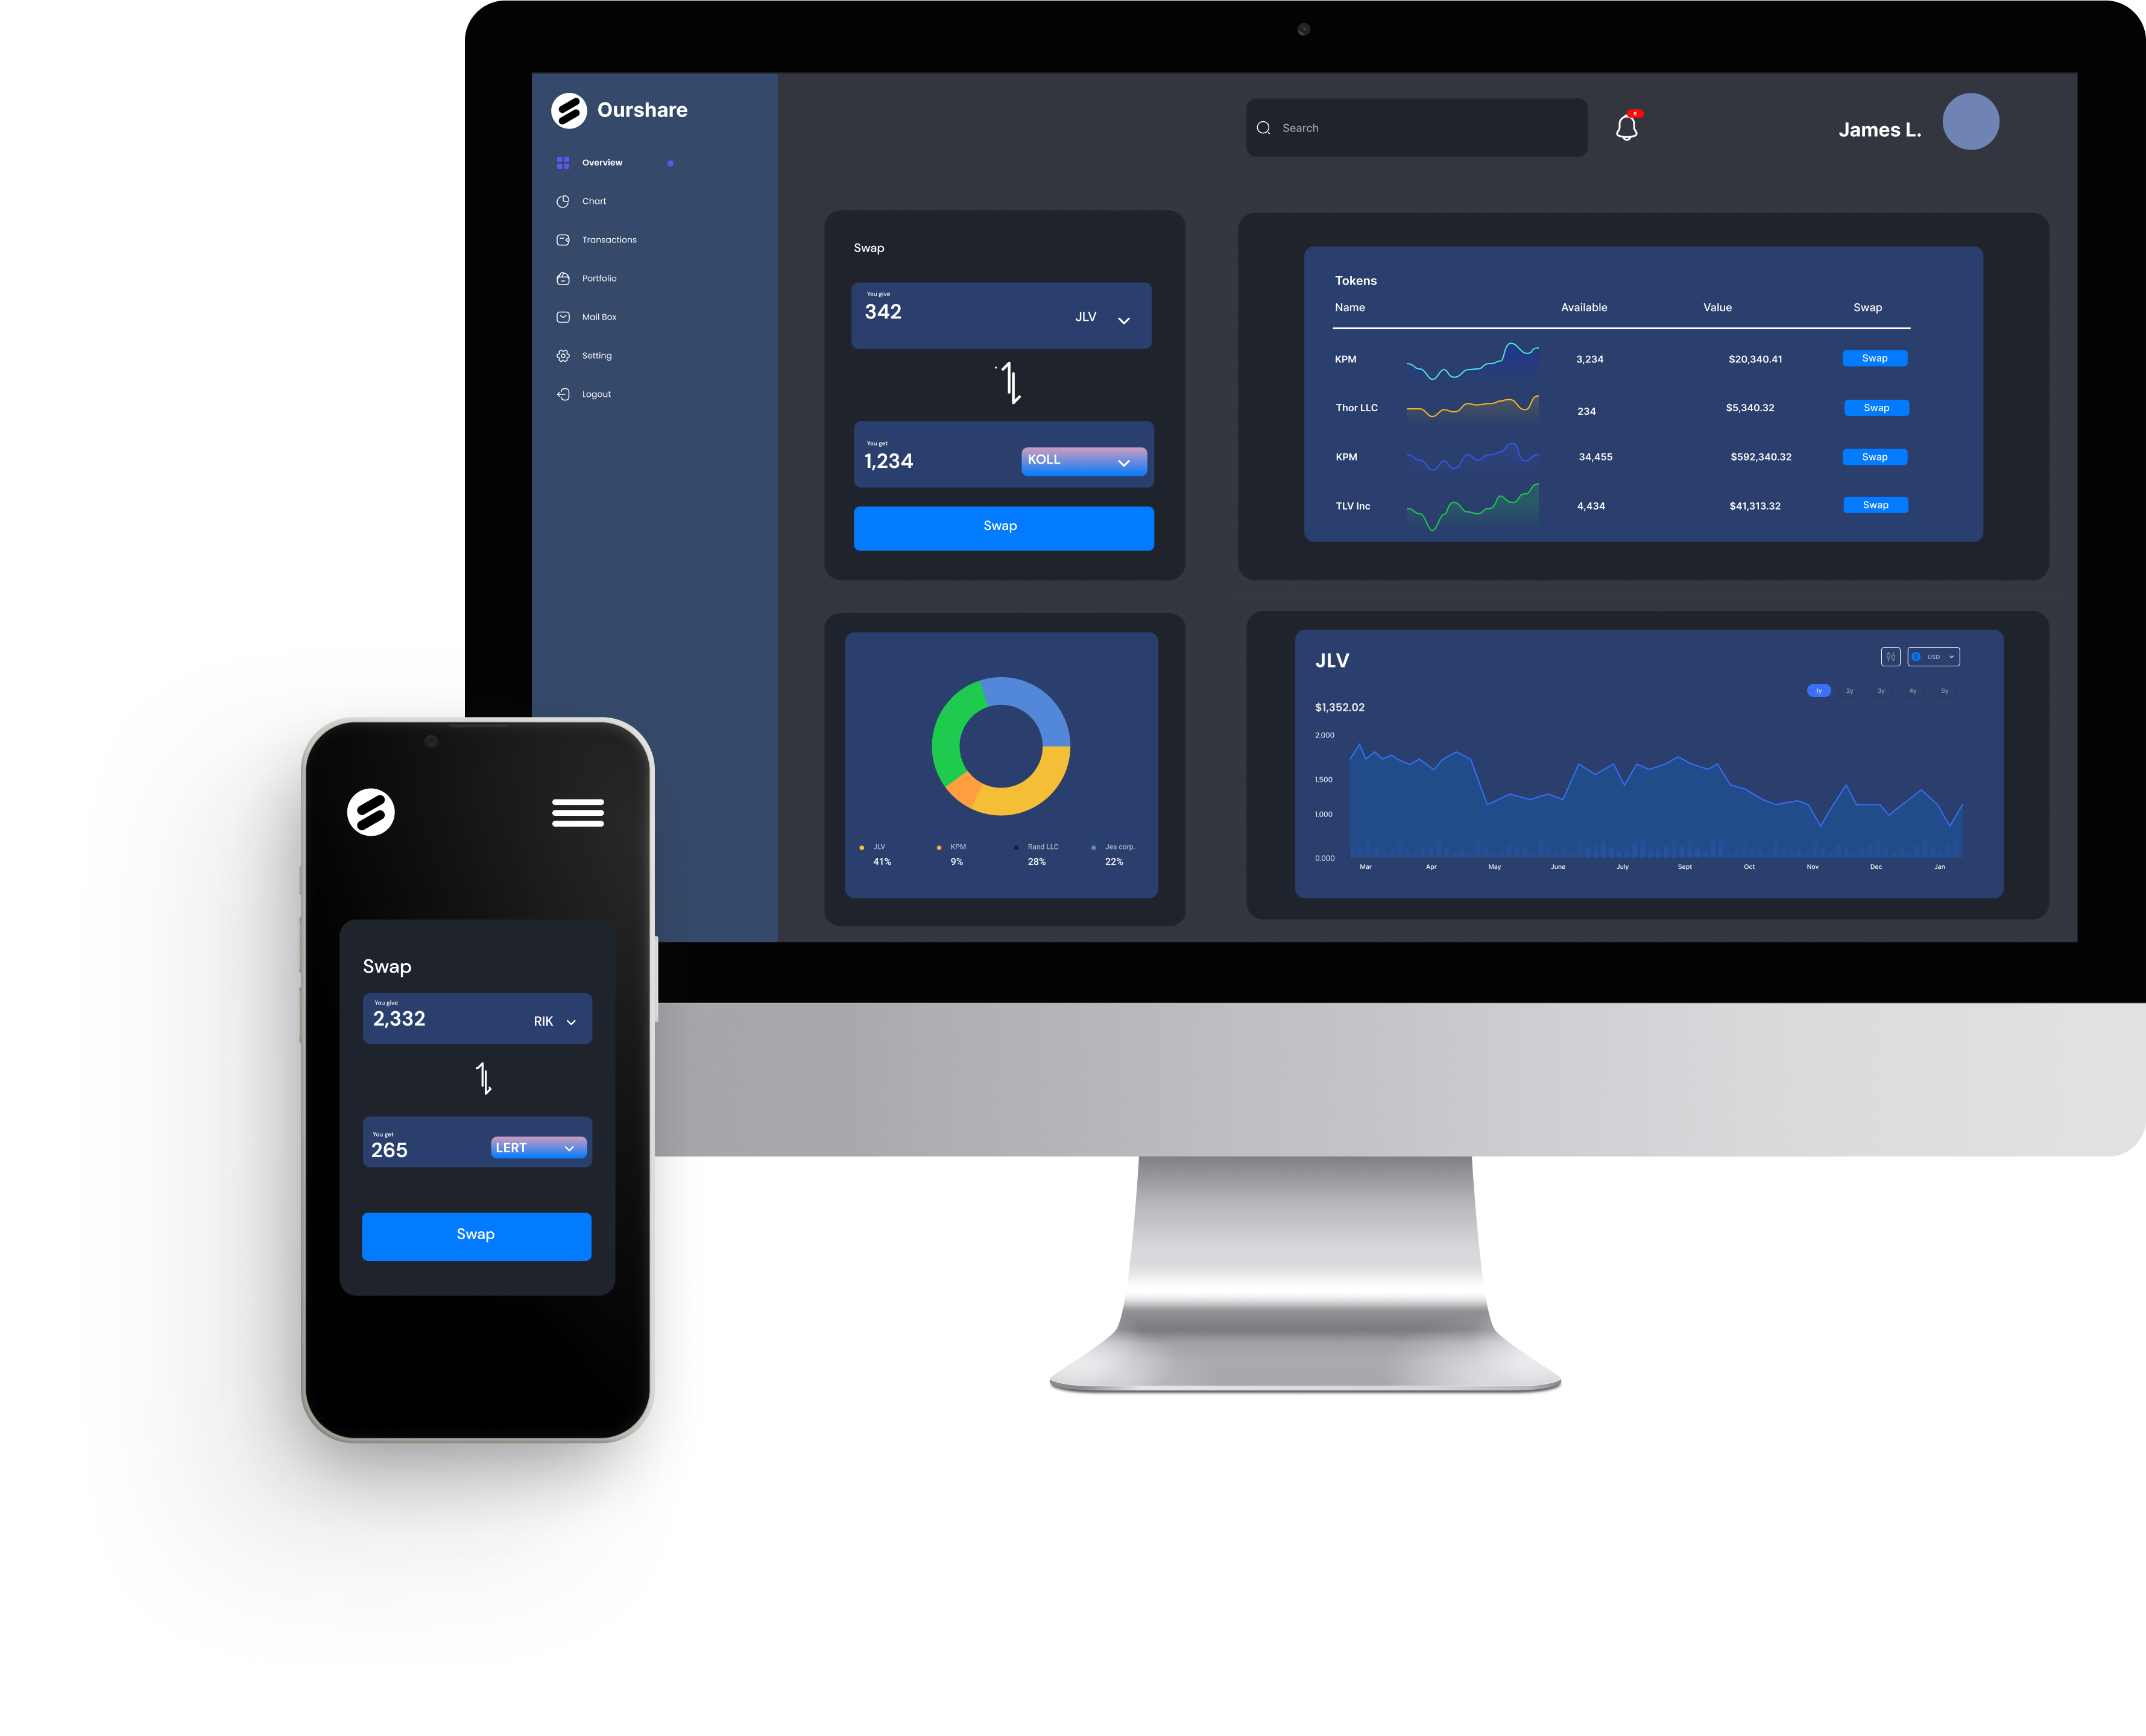 Ourshare
Overview
Chart
Transactions
Portfolio
Mail Box
Setting
Logout
Search
6
James L.
Swap
You give
342
JLV
You get
1,234
KOLL
Swap
Tokens
Name Available Value Swap
KPM 3,234 $20,340.41 Swap
Thor LLC 234 $5,340.32 Swap
KPM 34,455 $592,340.32 Swap
TLV Inc 4,434 $41,313.32 Swap
JLV KPM Rand LLC Jes corp.
41% 9% 28% 22%
JLV
USD
1y 2y 3y 4y 5y
$1,352.02
2.000
1.500
1.000
0.000
Mar Apr May June July Sept Oct Nov Dec Jan
Swap
You give
2,332
RIK
You get
265
LERT
Swap